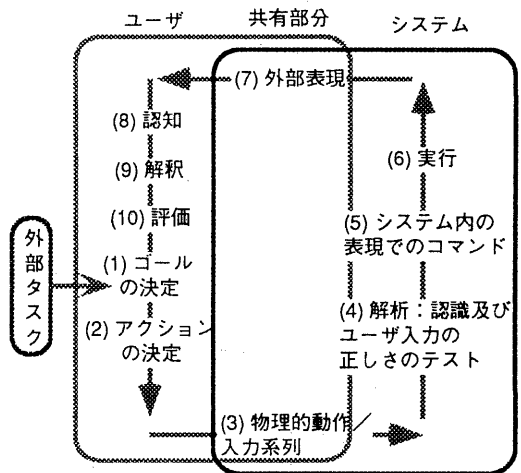 ユーザ
共有部分
システム
(7) 外部表現
(8) 認知
(9) 解釈
(10) 評価
外部タスク
(1) ゴール
の決定
(2) アクション
の決定
(3) 物理的動作／
入力系列
(6) 実行
(5) システム内の
表現でのコマンド
(4) 解析：認識及び
ユーザ入力の
正しさのテスト